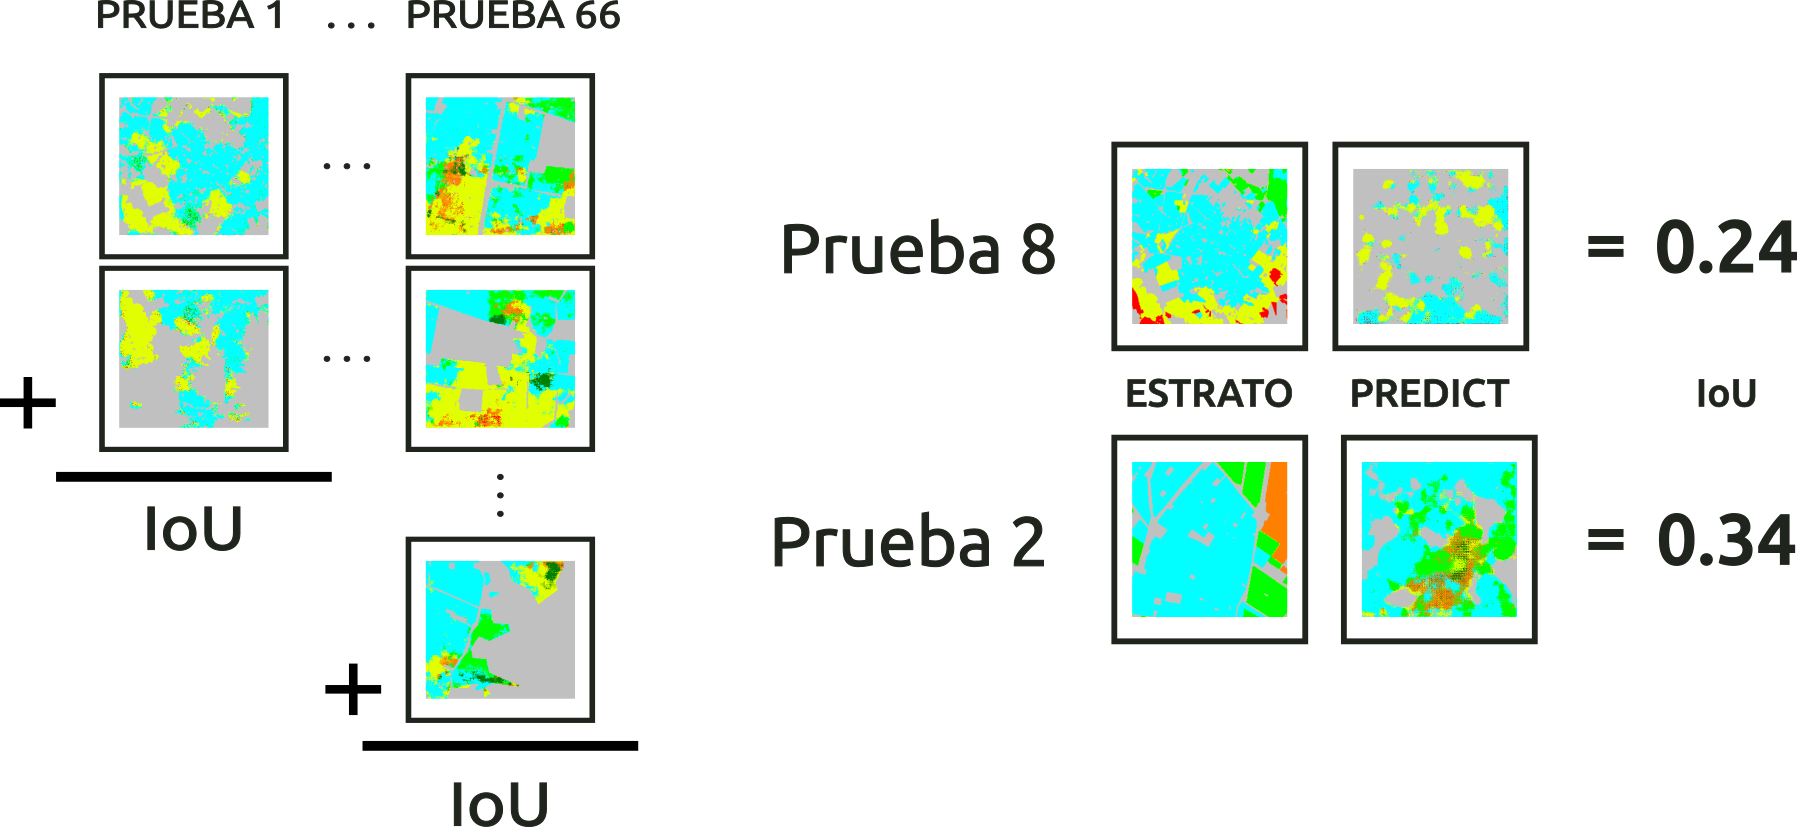 PRUEBA 1 ... PRUEBA 66
...
...
+
IoU
+
IoU
Prueba 8 = 0.24
ESTRATO PREDICT IoU
Prueba 2 = 0.34